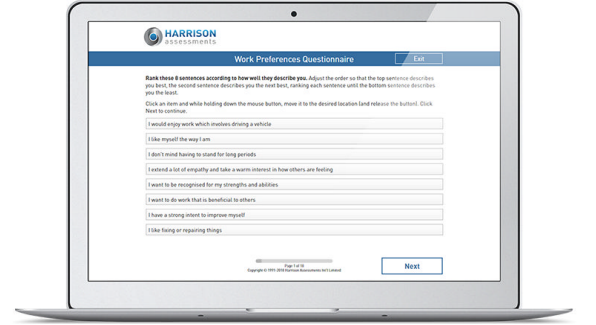 HARRISON
assessments
Work Preferences Questionnaire
Exit
Rank these 8 sentences according to how well they describe you. Adjust the order so that the top sentence describes
you best, the second sentence describes you the next best, ranking each sentence until the bottom sentence describes
you the least.
Click an item and while holding down the mouse button, move it to the desired location (and release the button). Click
Next to continue.
I would enjoy work which involves driving a vehicle
I like myself the way I am
I don't mind having to stand for long periods
I extend a lot of empathy and take a warm interest in how others are feeling
I want to be recognised for my strengths and abilities
I want to do work that is beneficial to others
I have a strong intent to improve myself
I like fixing or repairing things
Page 1 of 18
Copyright © 1991-2018 Harrison Assessments Int'l Limited
Next